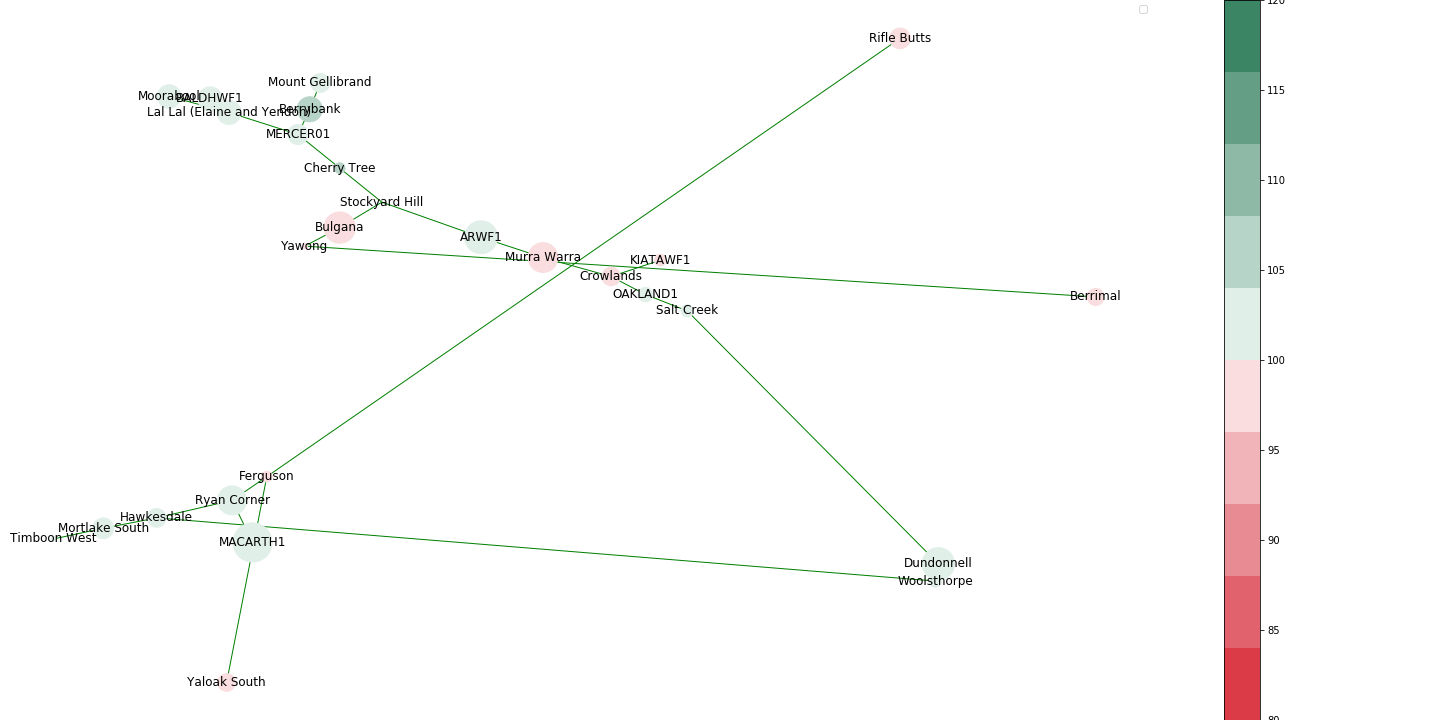 120
Rifle Butts
Mount Gellibrand
115
Moorabool
BALDHWF1
Berrybank
Lal Lal (Elaine and Yendon)
MERCER01
Cherry Tree
110
Stockyard Hill
Bulgana
ARWF1
Yawong
Murra Warra
KIATAWF1
105
Crowlands
OAKLAND1
Berrimal
Salt Creek
100
95
Ferguson
Ryan Corner
Hawkesdale
Mortlake South
Timboon West
MACARTH1
90
Dundonnell
Woolsthorpe
85
Yaloak South
80